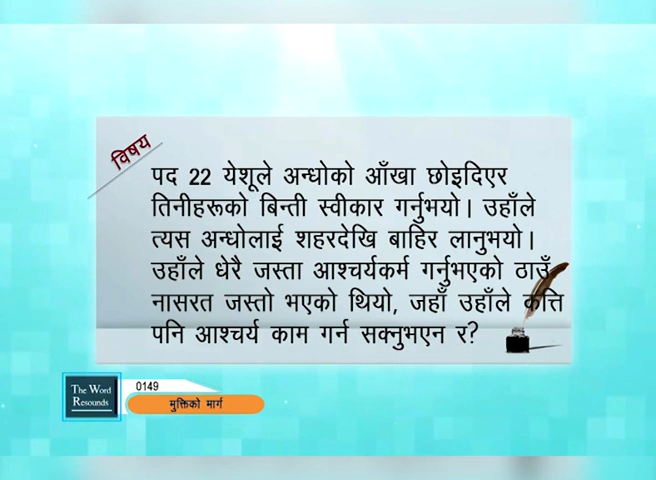 विषय
पद 22 येशूले अन्धोको आँखा छोइदिएर
तिनीहरूको बिन्ती स्वीकार गर्नुभयो। उहाँले
त्यस अन्धोलाई शहरदेखि बाहिर लानुभयो।
उहाँले धेरै जस्ता आश्चर्यकर्म गर्नुभएको ठाउँ
नासरत जस्तो भएको थियो, जहाँ उहाँले कत्ति
पनि आश्चर्य काम गर्न सक्नुभएन र?
The Word
Resounds
0149
मुक्तिको मार्ग